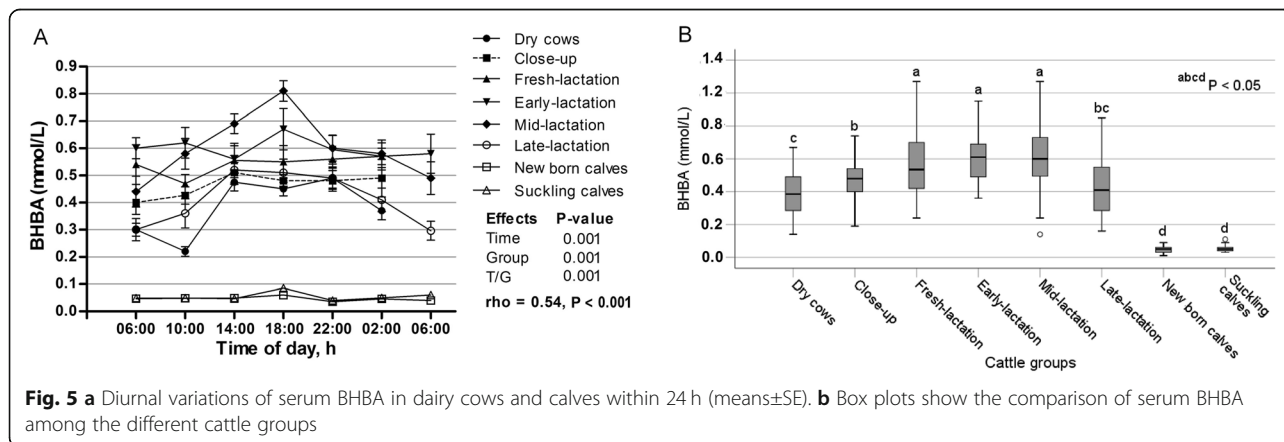 A
BHBA (mmol/L)
0.9
0.8
0.7
0.6
0.5
0.4
0.3
0.2
0.1
0.0
06:00 10:00 14:00 18:00 22:00 02:00 06:00
Time of day, h
Dry cows
Close-up
Fresh-lactation
Early-lactation
Mid-lactation
Late-lactation
New born calves
Suckling calves
Effects P-value
Time 0.001
Group 0.001
T/G 0.001
rho = 0.54, P < 0.001
B
BHBA (mmol/L)
1.4
1.2
0.8
0.6
0.4
0.2
0.0
c b a a a bc d d
abcd P < 0.05
Dry cows
Close-up
Fresh-lactation
Early-lactation
Mid-lactation
Late-lactation
New born calves
Suckling
calves
Cattle groups
Fig. 5 a Diurnal variations of serum BHBA in dairy cows and calves within 24 h (means±SE). b Box plots show the comparison of serum BHBA
among the different cattle groups